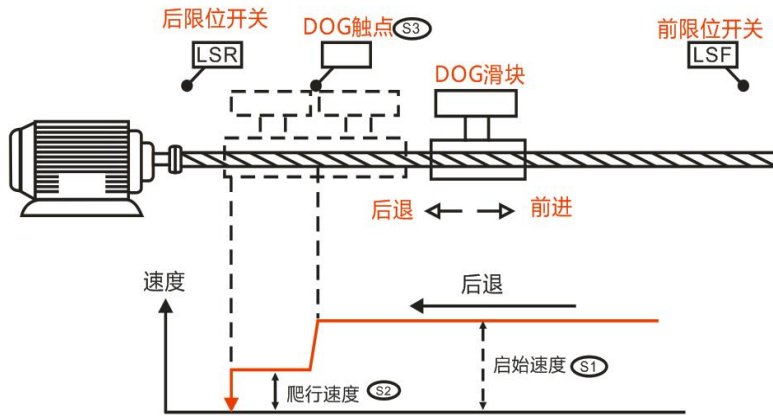 后限位开关
DOG触点 S3
前限位开关
LSR
LSF
DOG滑块
后退
前进
速度
后退
启始速度 S1
爬行速度 S2